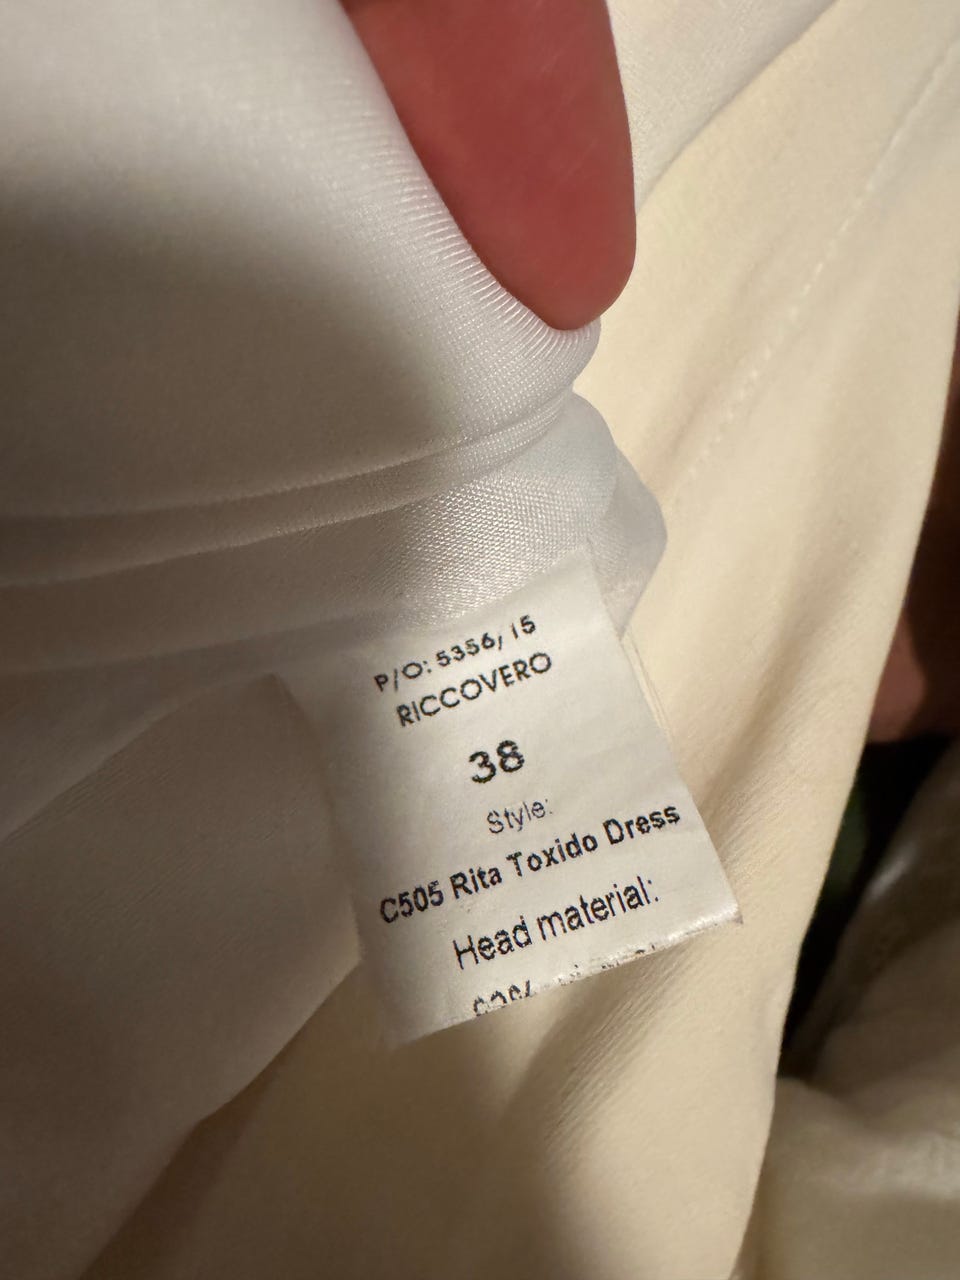 P/O: 5356/15
RICCOVERO
38
Style:
C505 Rita Toxido Dress
Head material: